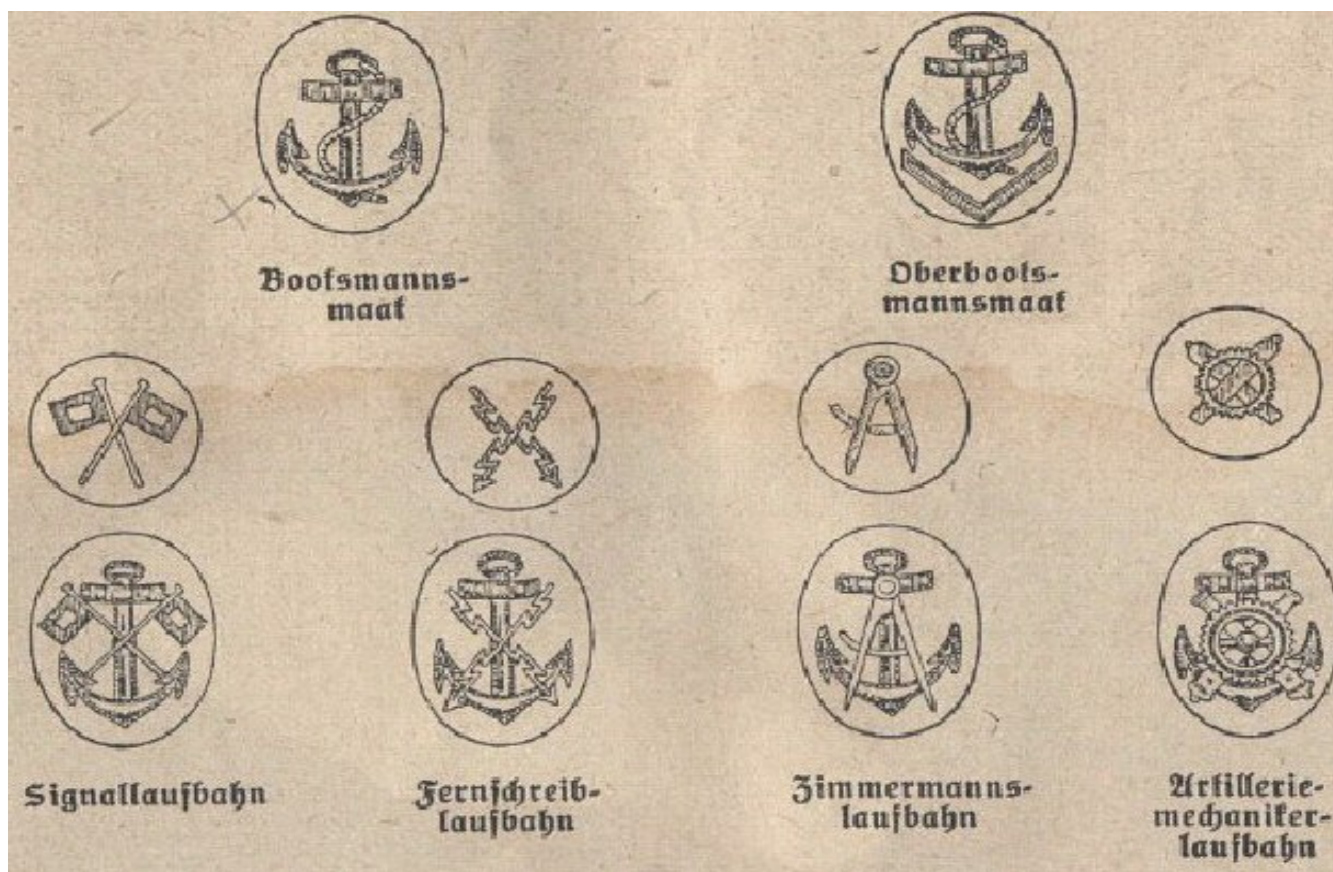 Bootsmanns-
maat
Oberboots-
mannsmaat
Signallaufbahn
Fernschreib-
laufbahn
Zimmermanns-
laufbahn
Artillerie-
mechaniker-
laufbahn